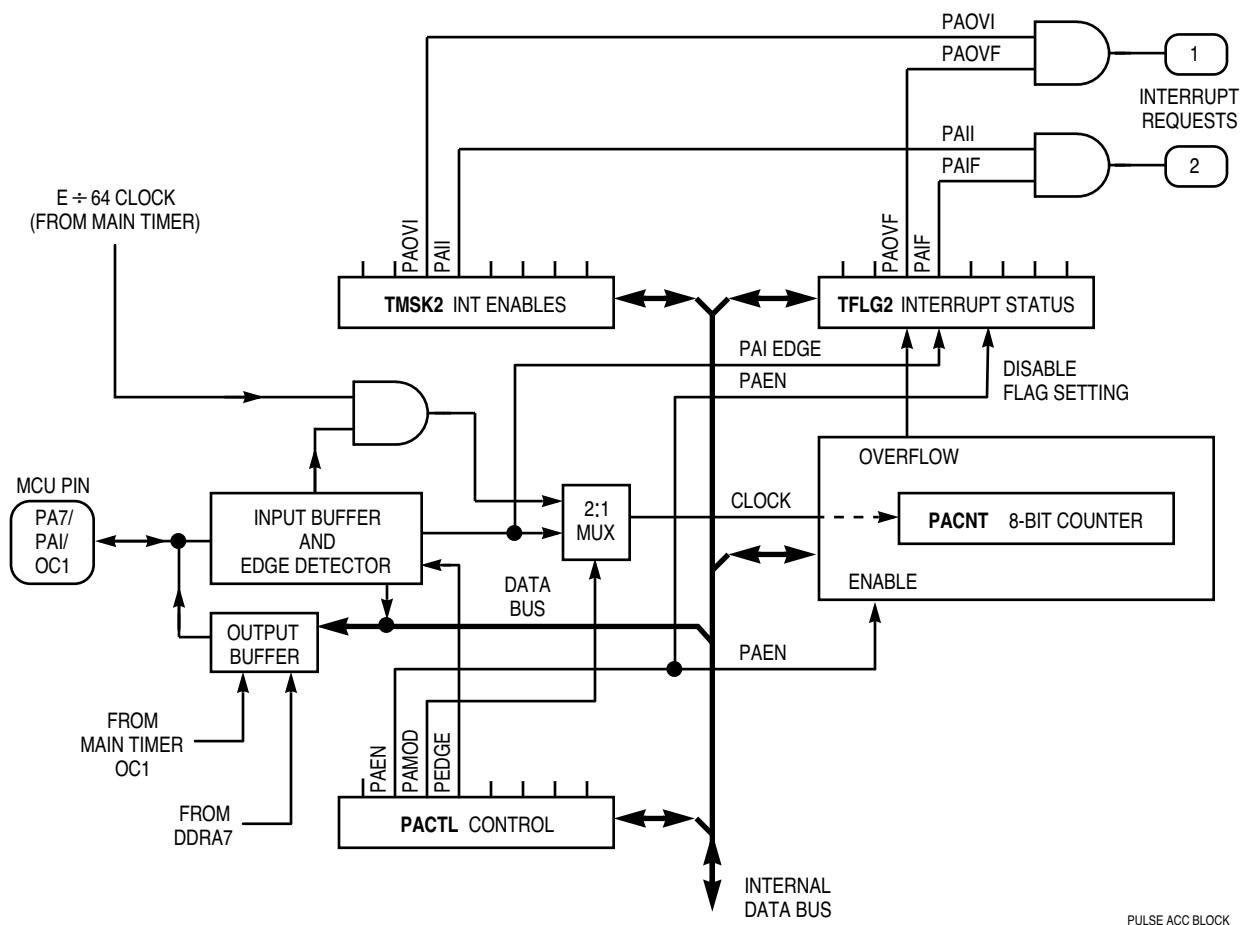 PAOVI
PAOVF
1
INTERRUPT
REQUESTS
PAII
PAIF
2
E ÷ 64 CLOCK
(FROM MAIN TIMER)
PAOVI
PAII
PAOVF
PAIF
TMSK2 INT ENABLES
TFLG2 INTERRUPT STATUS
PAI EDGE
PAEN
DISABLE
FLAG SETTING
OVERFLOW
MCU PIN
PA7/
PAI/
OC1
INPUT BUFFER
AND
EDGE DETECTOR
2:1
MUX
CLOCK
PACNT 8-BIT COUNTER
DATA
BUS
ENABLE
OUTPUT
BUFFER
PAEN
FROM
MAIN TIMER
OC1
PAEN
PAMOD
PEDGE
FROM
DDRA7
PACTL CONTROL
INTERNAL
DATA BUS
PULSE ACC BLOCK